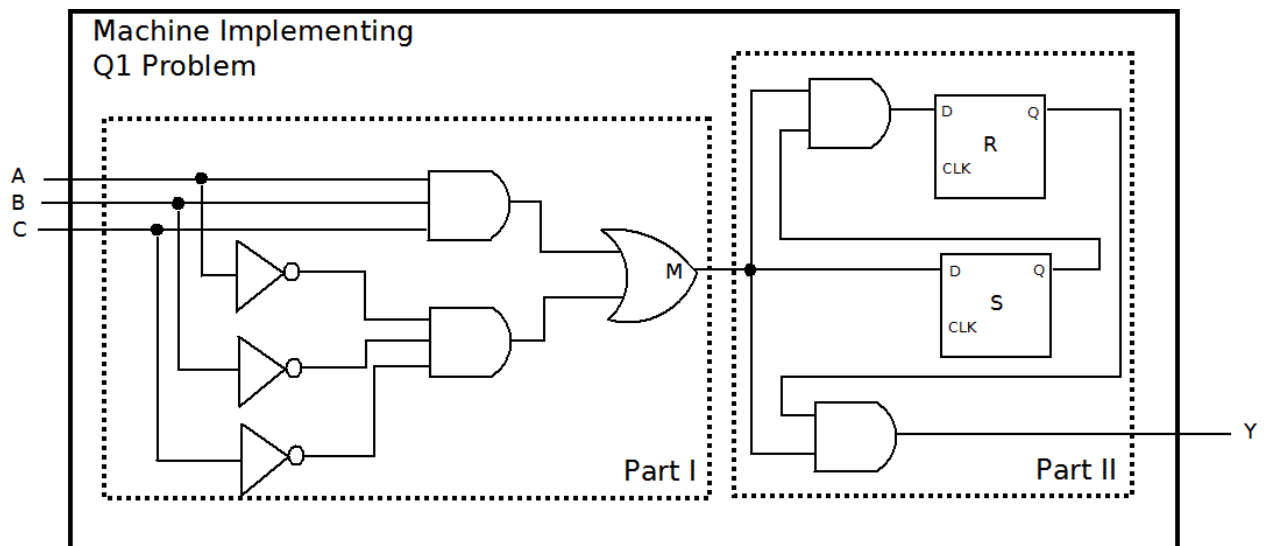 Machine Implementing
Q1 Problem
A
B
C
M
Part I
D
Q
R
CLK
D
Q
S
CLK
Y
Part II